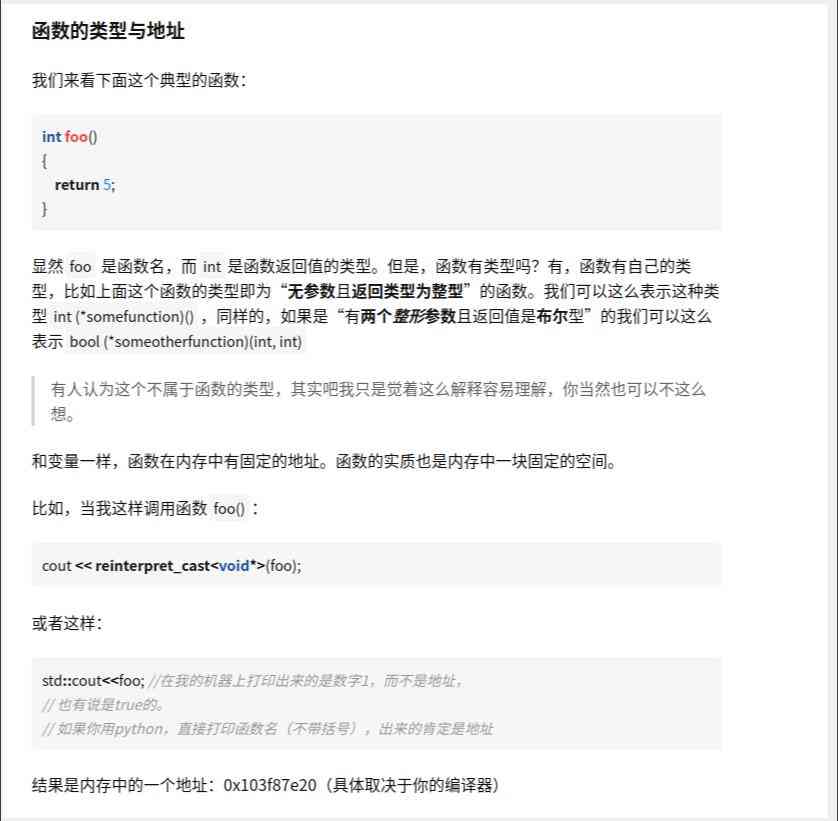 函数的类型与地址
我们来看下面这个典型的函数：
int foo()
{
return 5;
}
显然 foo 是函数名，而 int 是函数返回值的类型。但是，函数有类型吗？有，函数有自己的类
型，比如上面这个函数的类型即为“无参数且返回类型为整型”的函数。我们可以这么表示这种类
型 int (*somefunction)() ，同样的，如果是“有两个整形参数且返回值是布尔型”的我们可以这么
表示 bool (*someotherfunction)(int, int)
有人认为这个不属于函数的类型，其实吧我只是觉着这么解释容易理解，你当然也可以不这么
想。
和变量一样，函数在内存中有固定的地址。函数的实质也是内存中一块固定的空间。
比如，当我这样调用函数 foo() ：
cout << reinterpret_cast<void*>(foo);
或者这样：
std::cout<<foo; //在我的机器上打印出来的是数字1，而不是地址，
// 也有说是true的。
// 如果你用python，直接打印函数名（不带括号），出来的肯定是地址
结果是内存中的一个地址：0x103f87e20（具体取决于你的编译器）